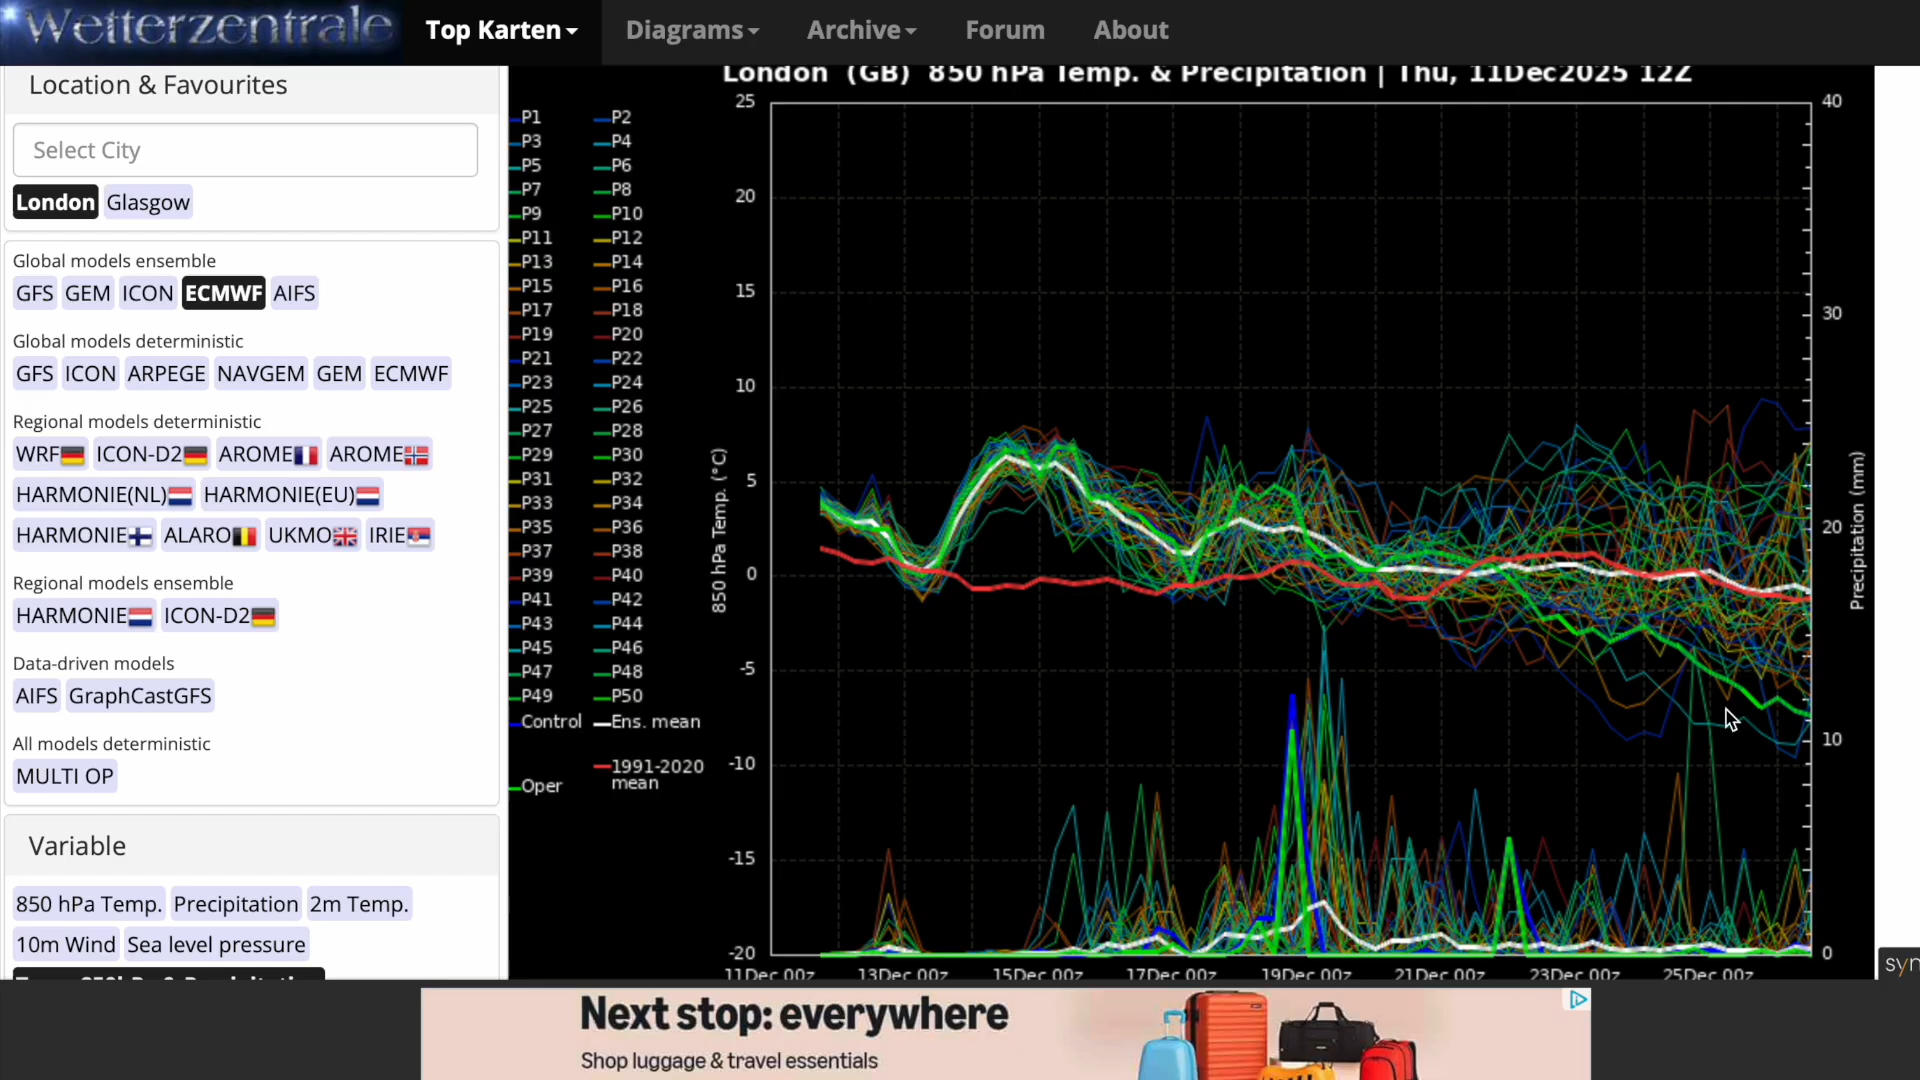 Wetterzentrale Top Karten Diagrams Archive Forum About
Location & Favourites
Select City
London Glasgow
Global models ensemble
GFS GEM ICON ECMWF AIFS
Global models deterministic
GFS ICON ARPEGE NAVGEM GEM ECMWF
Regional models deterministic
WRF ICON-D2 AROME AROME
HARMONIE(NL) HARMONIE(EU)
HARMONIE ALARO UKMO IRIE
Regional models ensemble
HARMONIE ICON-D2
Data-driven models
AIFS GraphCastGFS
All models deterministic
MULTI OP
Variable
850 hPa Temp. Precipitation 2m Temp.
10m Wind Sea level pressure
London (GB) 850 hPa Temp. & Precipitation | Thu, 11Dec2025 12Z
P1 P2
P3 P4
P5 P6
P7 P8
P9 P10
P11 P12
P13 P14
P15 P16
P17 P18
P19 P20
P21 P22
P23 P24
P25 P26
P27 P28
P29 P30
P31 P32
P33 P34
P35 P36
P37 P38
P39 P40
P41 P42
P43 P44
P45 P46
P47 P48
P49 P50
Control Ens. mean
1991-2020
mean
Oper
850 hPa Temp. (°C)
25
20
15
10
5
0
-5
-10
-15
-20
11Dec 00z 13Dec 00z 15Dec 00z 17Dec 00z 19Dec 00z 21Dec 00z 23Dec 00z 25Dec 00z
40
30
20
10
0
Precipitation (mm)
syn
Next stop: everywhere
Shop luggage & travel essentials